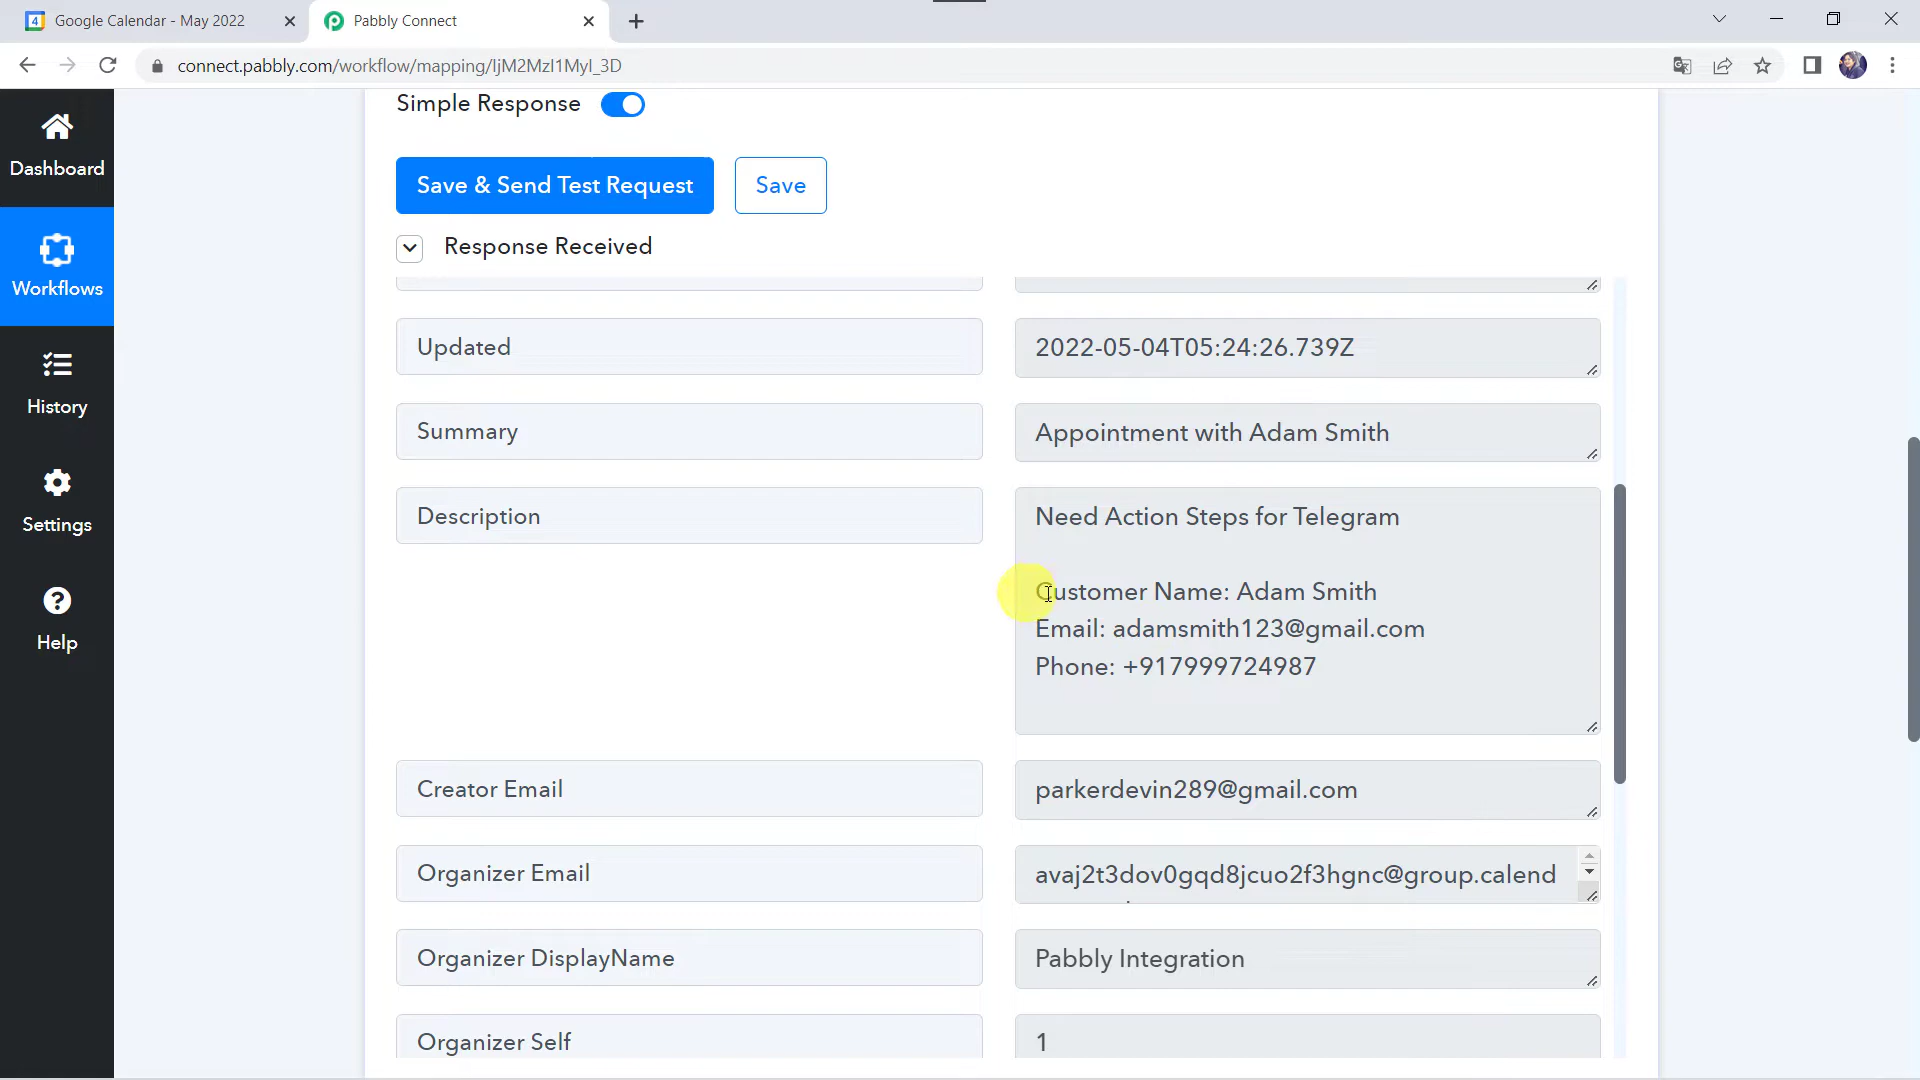 4 Google Calendar - May 2022
Pabbly Connect
connect.pabbly.com/workflow/mapping/IjM2MzI1MyI_3D
Dashboard
Workflows
History
Settings
Help
Simple Response
Save & Send Test Request
Save
Response Received
Updated
2022-05-04T05:24:26.739Z
Summary
Appointment with Adam Smith
Description
Need Action Steps for Telegram
Customer Name: Adam Smith
Email: adamsmith123@gmail.com
Phone: +917999724987
Creator Email
parkerdevin289@gmail.com
Organizer Email
avaj2t3dov0gqd8jcuo2f3hgnc@group.calend
Organizer DisplayName
Pabbly Integration
Organizer Self
1